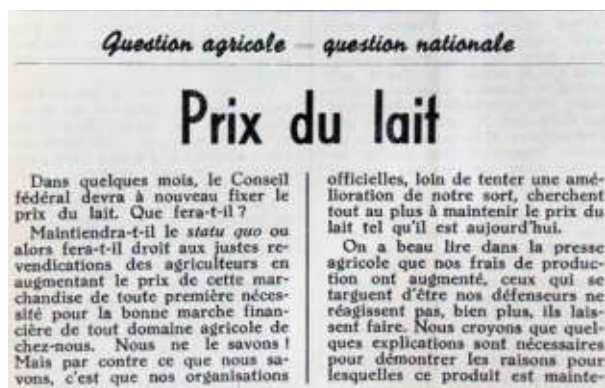 Question agricole — question nationale
Prix du lait
Dans quelques mois, le Conseil
fédéral devra à nouveau fixer le
prix du lait. Que fera-t-il ?
Maintiendra-t-il le statu quo ou
alors fera-t-il droit aux justes re-
vendications des agriculteurs en
augmentant le prix de cette mar-
chandise de toute première néces-
sité pour la bonne marche finan-
cière de tout domaine agricole de
chez-nous. Nous ne le savons !
Mais par contre ce que nous sa-
vons, c'est que nos organisations
officielles, loin de tenter une amé-
lioration de notre sort, cherchent
tout au plus à maintenir le prix du
lait tel qu'il est aujourd'hui.
On a beau lire dans la presse
agricole que nos frais de produc-
tion ont augmenté, ceux qui se
targuent d'être nos défenseurs ne
réagissent pas, bien plus, ils lais-
sent faire. Nous croyons que quel-
ques explications sont nécessaires
pour démontrer les raisons pour
lesquelles ce produit est mainte-